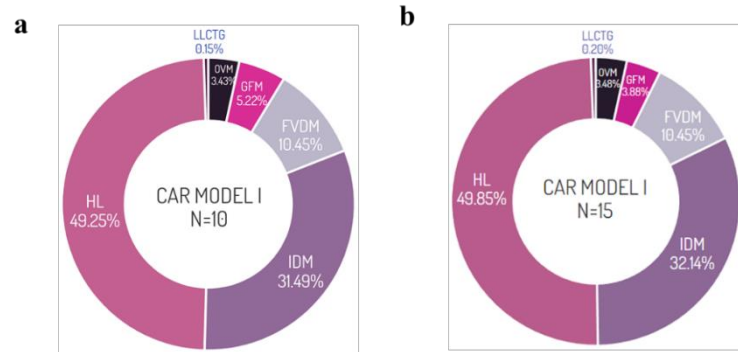 a
LLCTG
0.15%
OVM
3.43%
GFM
5.22%
FVDM
10.45%
HL
49.25%
CAR MODEL I
N=10
IDM
31.49%
b
LLCTG
0.20%
OVM
3.48%
GFM
3.88%
FVDM
10.45%
HL
49.85%
CAR MODEL I
N=15
IDM
32.14%